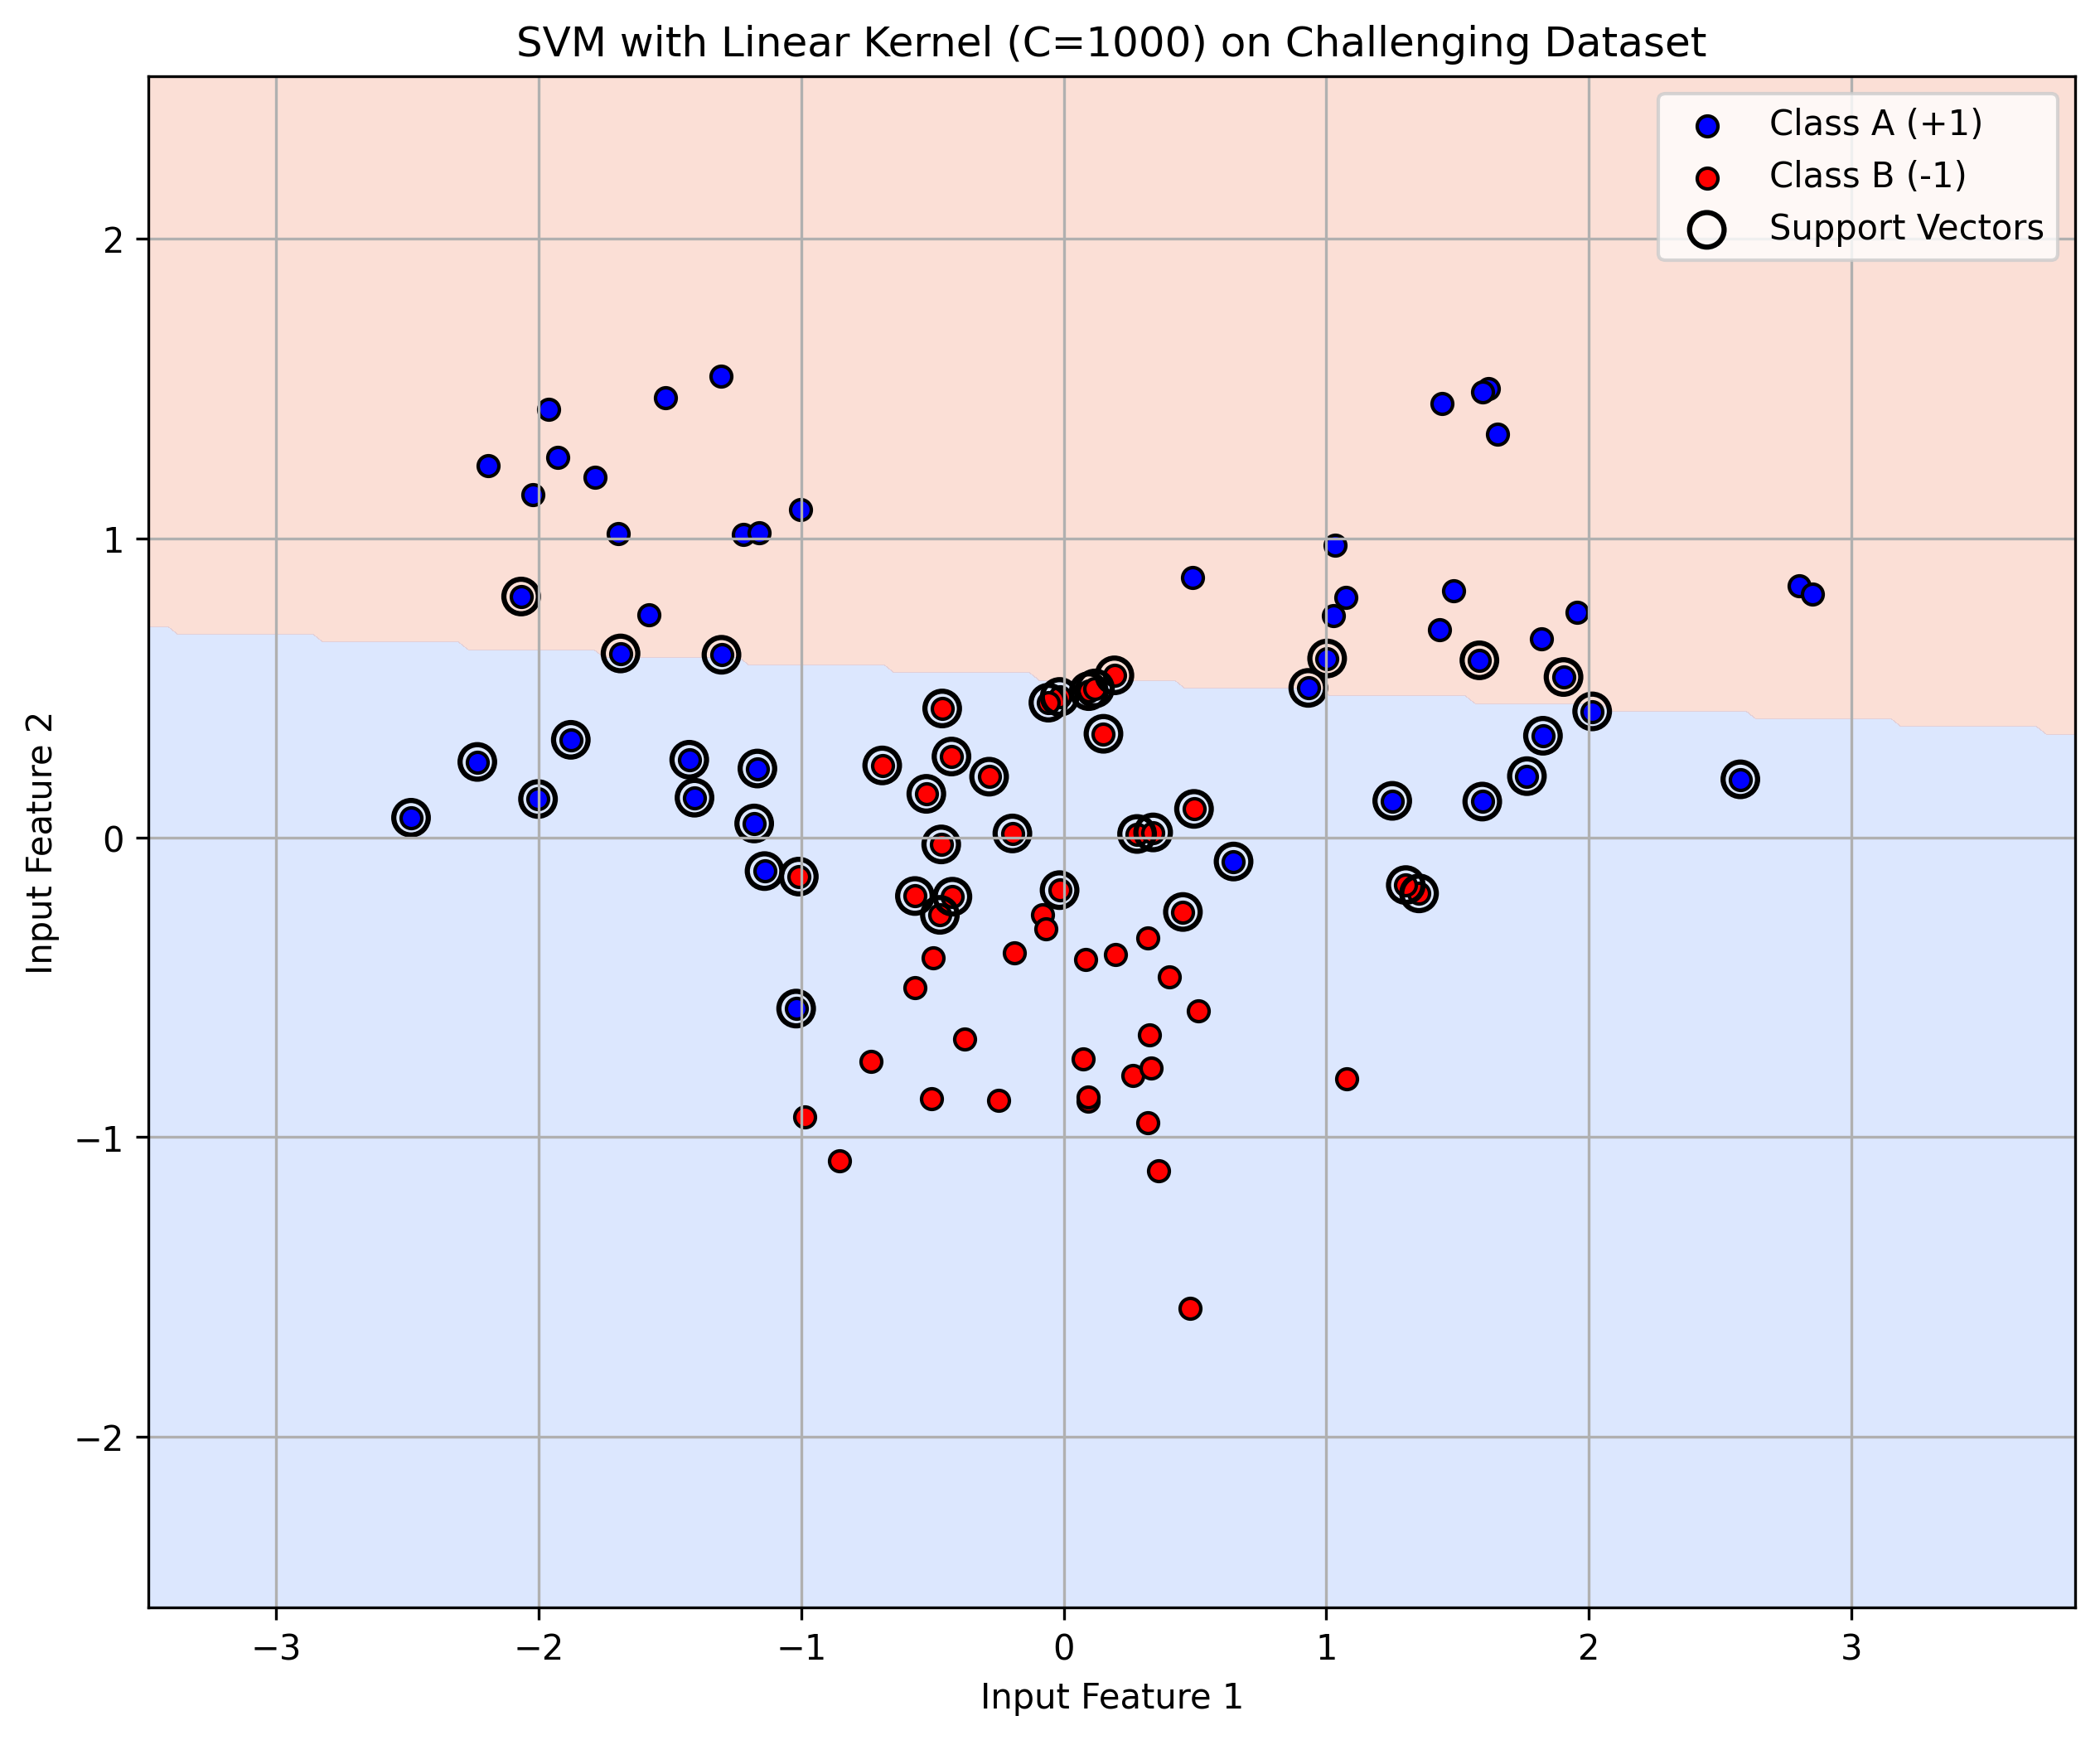 SVM with Linear Kernel (C=1000) on Challenging Dataset
Class A (+1)
Class B (-1)
Support Vectors
Input Feature 2
2
1
0
−1
−2
−3
−2
−1
0
1
2
3
Input Feature 1